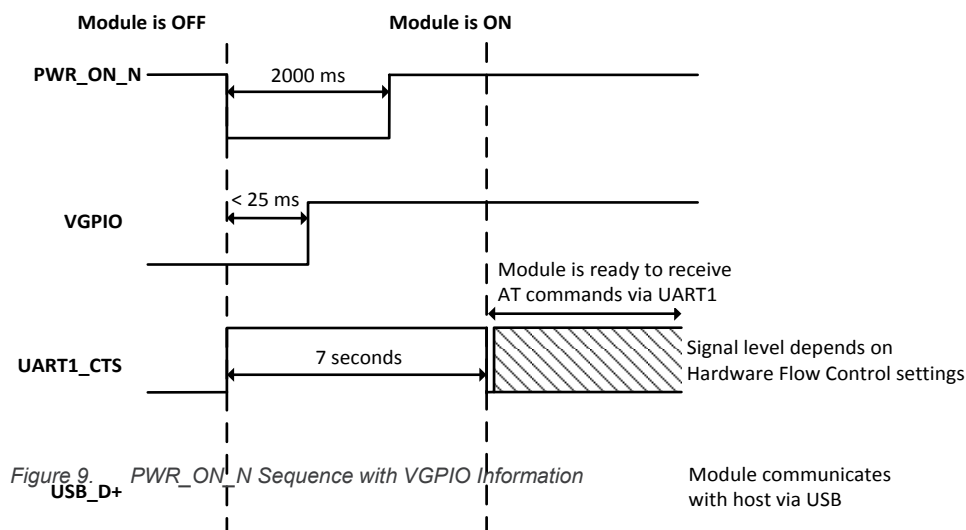 Module is OFF
Module is ON
PWR_ON_N
2000 ms
< 25 ms
VGPIO
Module is ready to receive
AT commands via UART1
UART1_CTS
7 seconds
Signal level depends on
Hardware Flow Control settings
Figure 9. PWR_ON_N Sequence with VGPIO Information
USB_D+
Module communicates
with host via USB